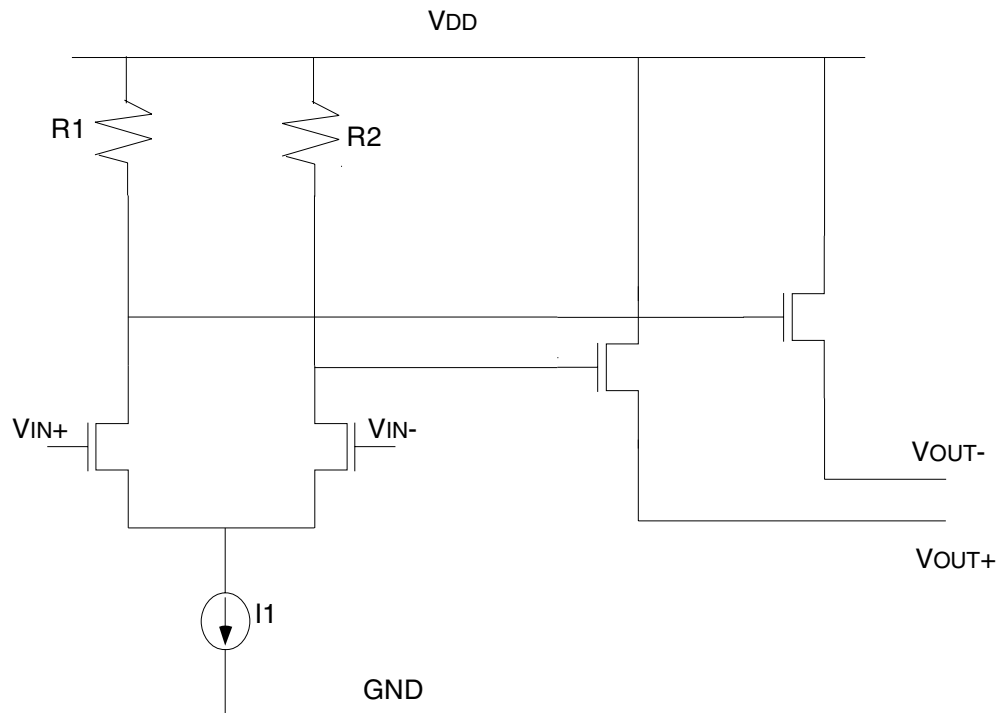 VDD
R1
R2
VIN+
VIN-
VOUT-
VOUT+
I1
GND